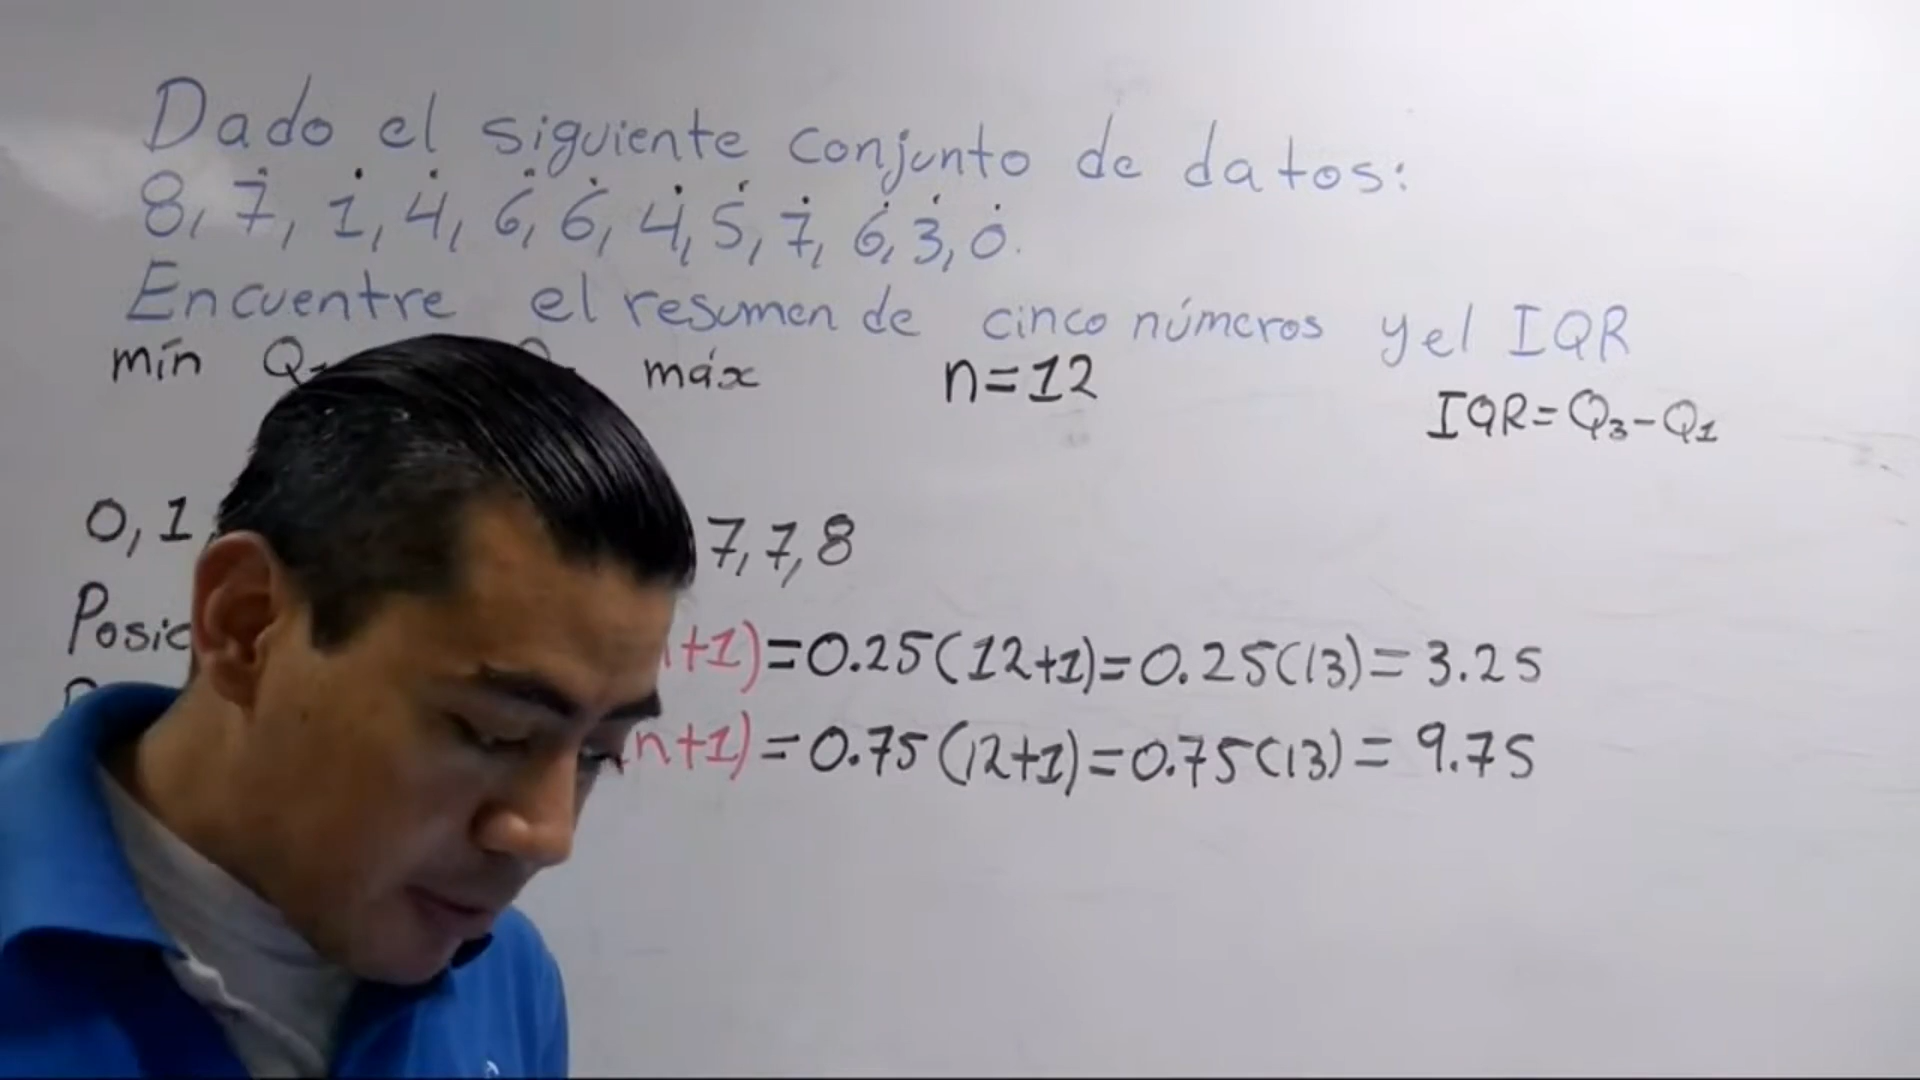 Dado el siguiente conjunto de datos:
8, 7, 1, 4, 6, 6, 4, 5, 7, 6, 3, 0.
Encuentre el resumen de cinco números y el IQR
mín Q máx n=12
IQR=Q₃-Q₁
0, 1, 7, 7, 8
+1)=0.25(12+1)=0.25(13)=3.25
n+1)=0.75(12+1)=0.75(13)=9.75